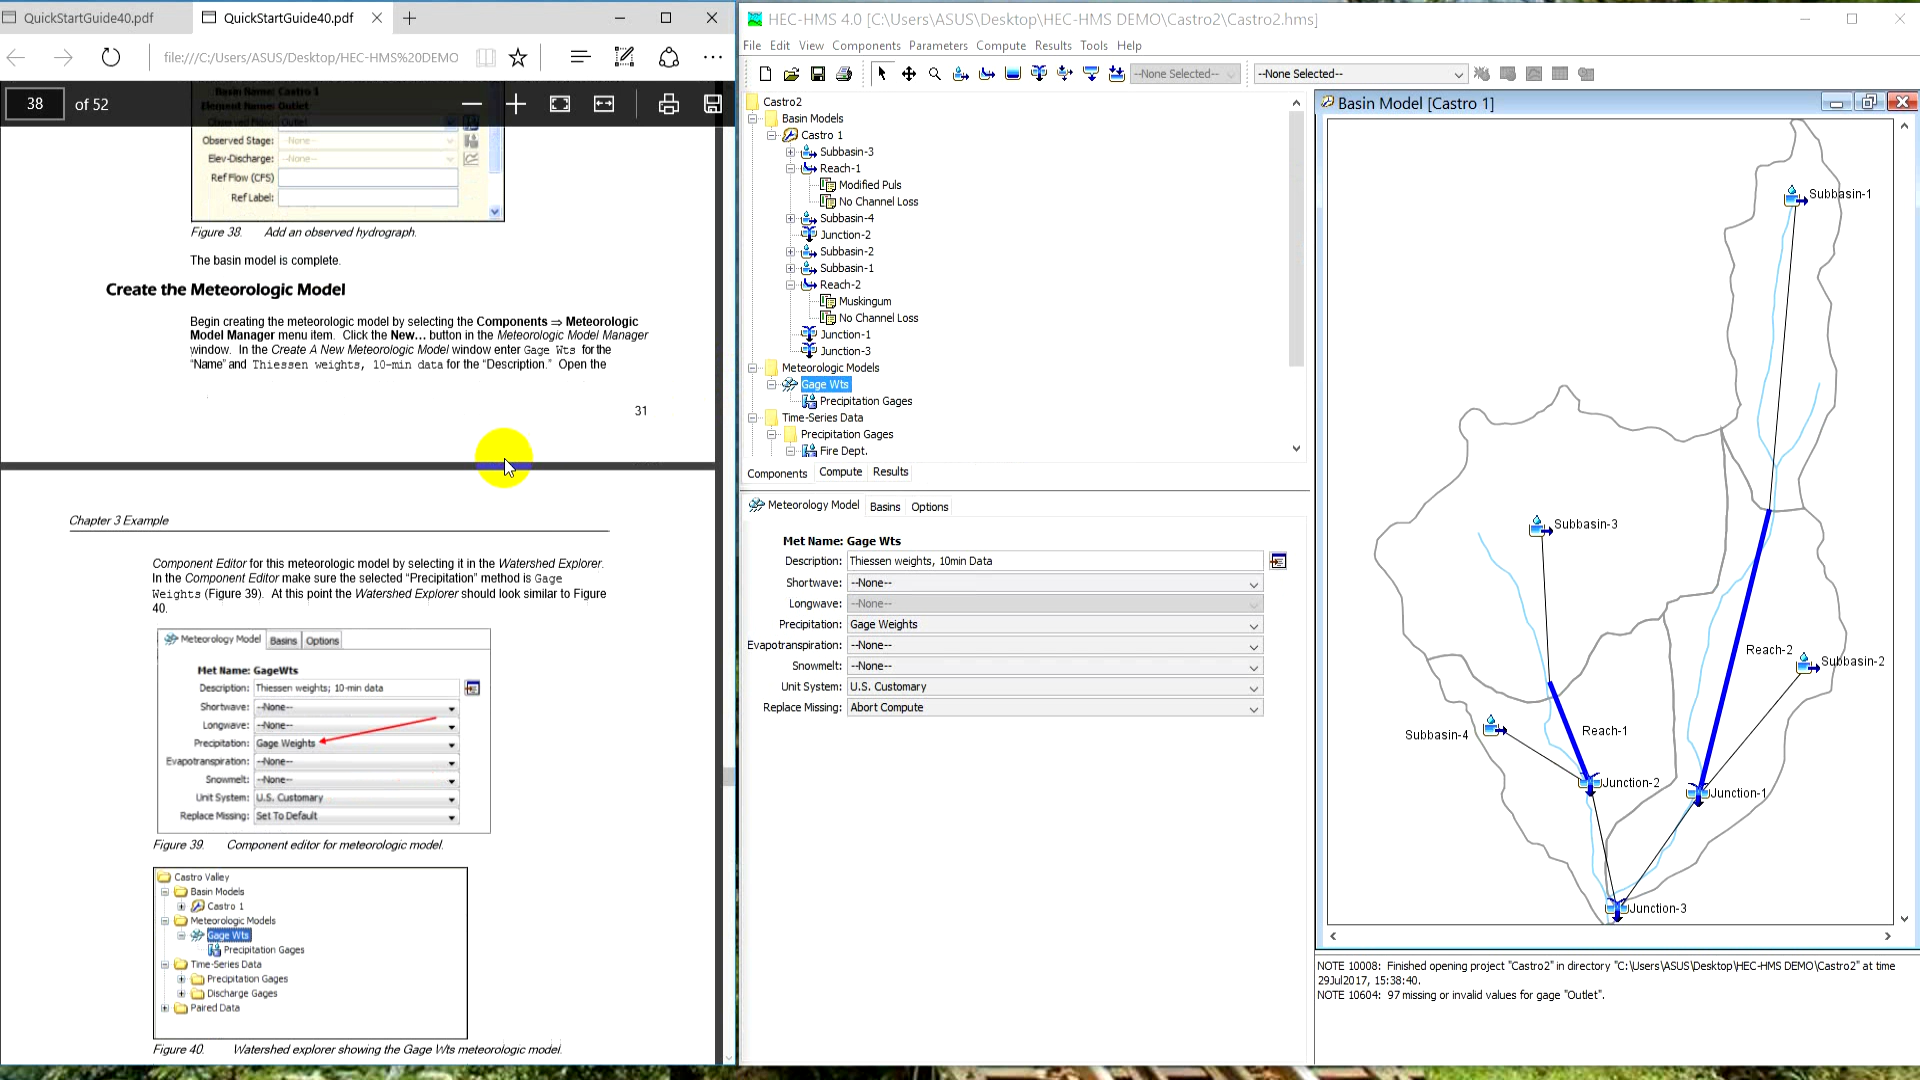 QuickStartGuide40.pdf
QuickStartGuide40.pdf
file:///C:/Users/ASUS/Desktop/HEC-HMS%20DEMO
38 of 52
Basin Name: Castro 1
Element Name: Outlet
Observed Flow: Outlet
Observed Stage: --None--
Elev-Discharge: --None--
Ref Flow (CFS)
Ref Label:
Figure 38. Add an observed hydrograph.
The basin model is complete.
Create the Meteorologic Model
Begin creating the meteorologic model by selecting the Components ⇒ Meteorologic
Model Manager menu item. Click the New… button in the Meteorologic Model Manager
window. In the Create A New Meteorologic Model window enter Gage Wts for the
“Name” and Thiessen weights, 10-min data for the “Description.” Open the
31
Chapter 3 Example
Component Editor for this meteorologic model by selecting it in the Watershed Explorer.
In the Component Editor make sure the selected “Precipitation” method is Gage
Weights (Figure 39). At this point the Watershed Explorer should look similar to Figure
40.
Meteorology Model Basins Options
Met Name: GageWts
Description: Thiessen weights; 10-min data
Shortwave: --None--
Longwave: --None--
Precipitation: Gage Weights
Evapotranspiration: --None--
Snowmelt: --None--
Unit System: U.S. Customary
Replace Missing: Set To Default
Figure 39. Component editor for meteorologic model.
Castro Valley
Basin Models
Castro 1
Meteorologic Models
Gage Wts
Precipitation Gages
Time-Series Data
Precipitation Gages
Discharge Gages
Paired Data
Figure 40. Watershed explorer showing the Gage Wts meteorologic model.
HEC-HMS 4.0 [C:\Users\ASUS\Desktop\HEC-HMS DEMO\Castro2\Castro2.hms]
File Edit View Components Parameters Compute Results Tools Help
--None Selected-- --None Selected--
Castro2
Basin Models
Castro 1
Subbasin-3
Reach-1
Modified Puls
No Channel Loss
Subbasin-4
Junction-2
Subbasin-2
Subbasin-1
Reach-2
Muskingum
No Channel Loss
Junction-1
Junction-3
Meteorologic Models
Gage Wts
Precipitation Gages
Time-Series Data
Precipitation Gages
Fire Dept.
Components Compute Results
Meteorology Model Basins Options
Met Name: Gage Wts
Description: Thiessen weights, 10min Data
Shortwave: --None--
Longwave: --None--
Precipitation: Gage Weights
Evapotranspiration: --None--
Snowmelt: --None--
Unit System: U.S. Customary
Replace Missing: Abort Compute
Basin Model [Castro 1]
Subbasin-1
Subbasin-3
Reach-2
Subbasin-2
Subbasin-4
Reach-1
Junction-2
Junction-1
Junction-3
NOTE 10008: Finished opening project "Castro2" in directory "C:\Users\ASUS\Desktop\HEC-HMS DEMO\Castro2" at time
29Jul2017, 15:38:40.
NOTE 10604: 97 missing or invalid values for gage "Outlet".